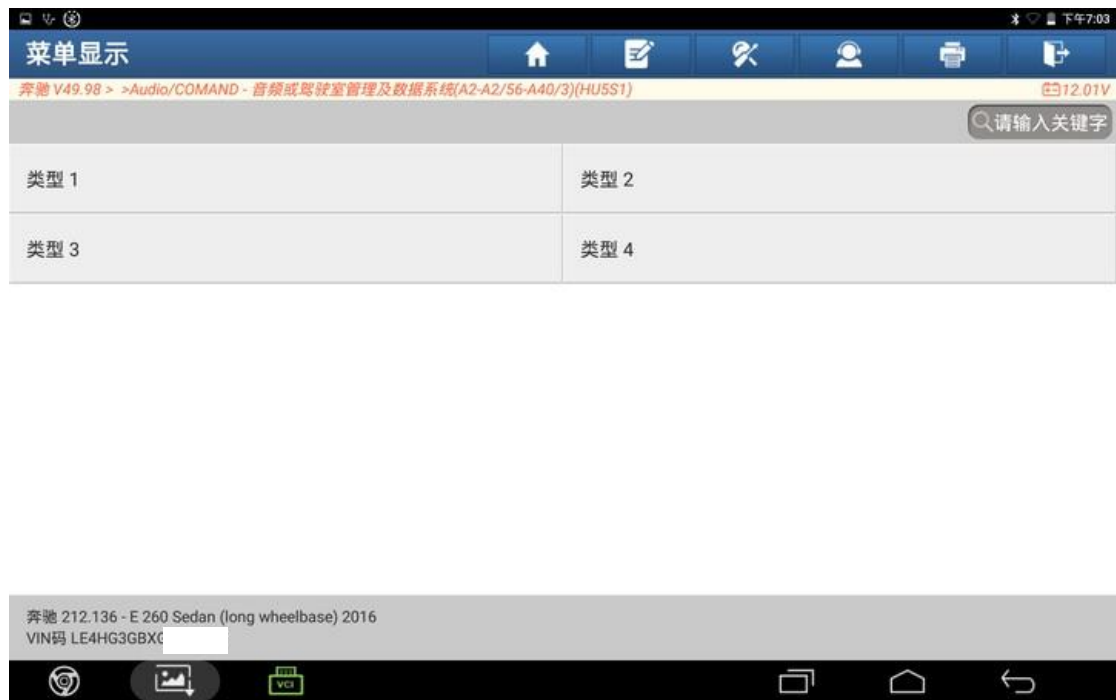 下午7:03
菜单显示
奔驰 V49.98 > >Audio/COMAND - 音频或驾驶室管理及数据系统(A2-A2/56-A40/3)(HU5S1)
12.01V
请输入关键字
类型 1
类型 2
类型 3
类型 4
奔驰 212.136 - E 260 Sedan (long wheelbase) 2016
VIN码 LE4HG3GBX
VCI